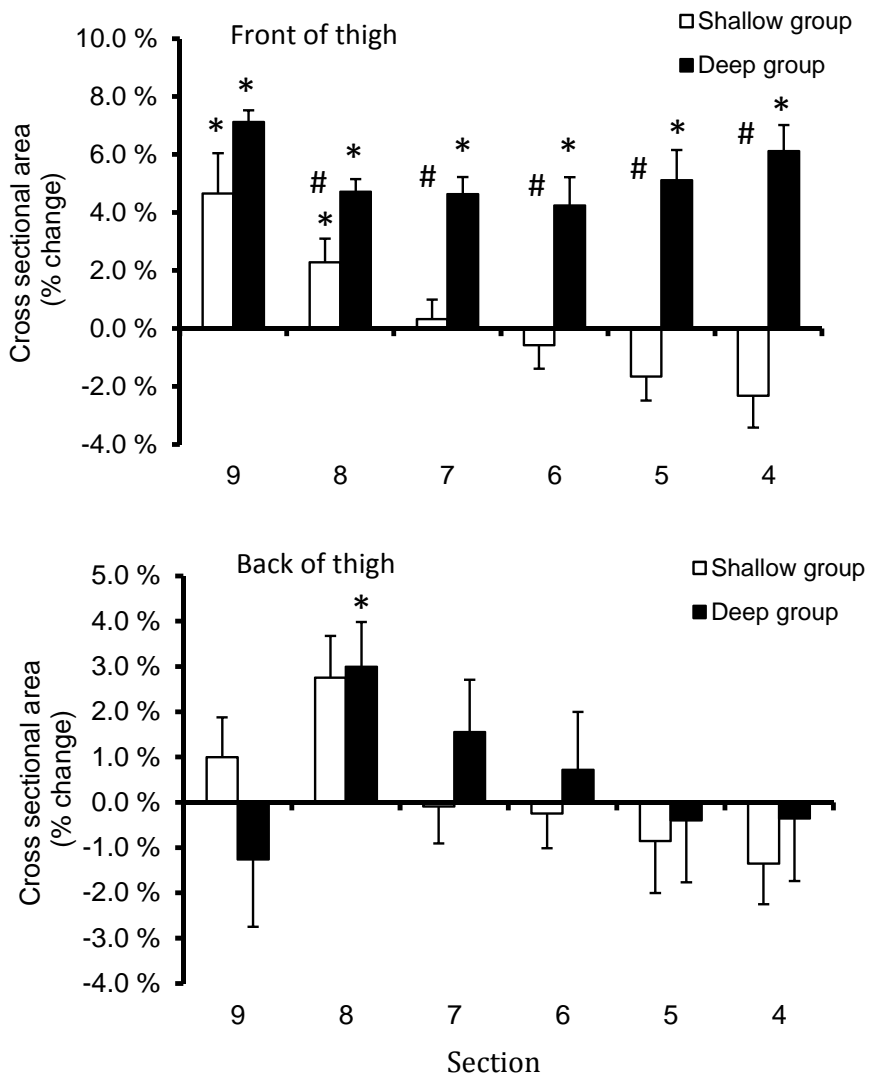 Front of thigh
Shallow group
Deep group
Cross sectional area
(% change)
10.0 %
8.0 %
6.0 %
4.0 %
2.0 %
0.0 %
-2.0 %
-4.0 %
* *
# *
*
# *
# *
# *
# *
9 8 7 6 5 4
Back of thigh
Shallow group
Deep group
Cross sectional area
(% change)
5.0 %
4.0 %
3.0 %
2.0 %
1.0 %
0.0 %
-1.0 %
-2.0 %
-3.0 %
-4.0 %
*
9 8 7 6 5 4
Section